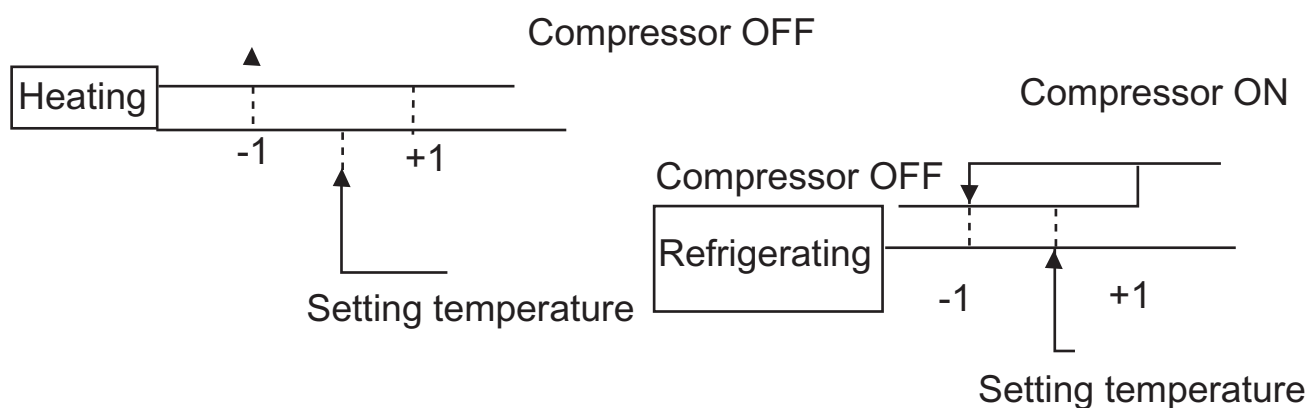 Compressor OFF
Heating
-1
+1
Setting temperature
Compressor ON
Compressor OFF
Refrigerating
-1
+1
Setting temperature